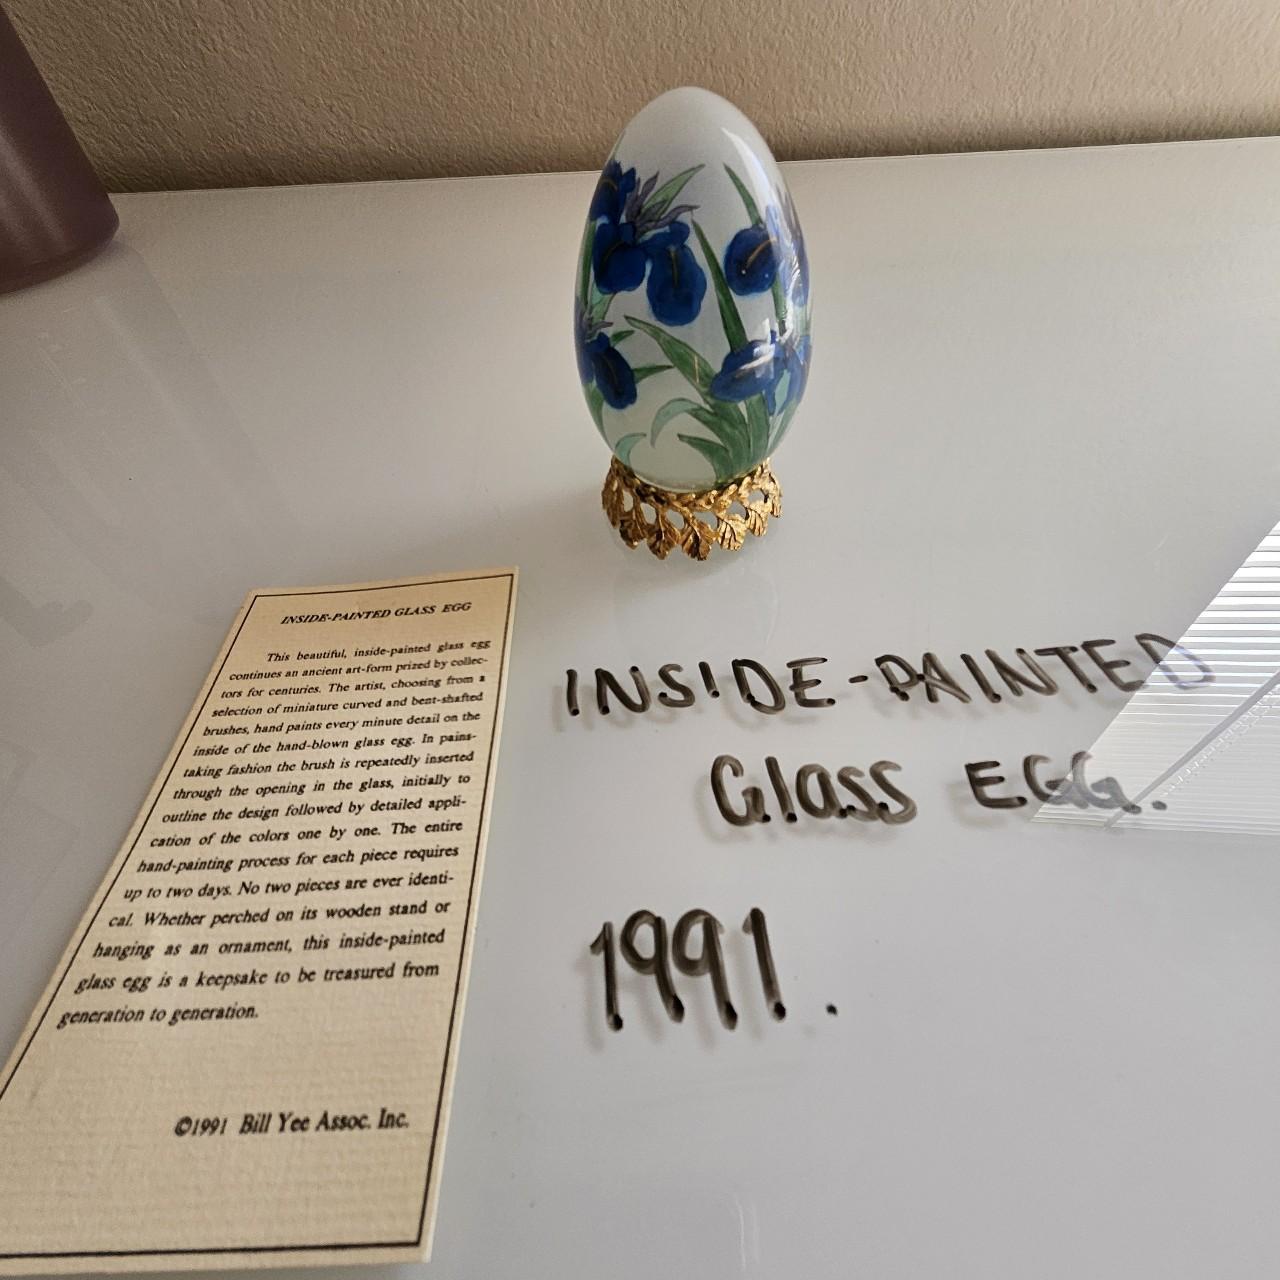 INSIDE-PAINTED GLASS EGG
This beautiful, inside-painted glass egg
continues an ancient art-form prized by collec-
tors for centuries. The artist, choosing from a
selection of miniature curved and bent-shafted
brushes, hand paints every minute detail on the
inside of the hand-blown glass egg. In pains-
taking fashion the brush is repeatedly inserted
through the opening in the glass, initially to
outline the design followed by detailed appli-
cation of the colors one by one. The entire
hand-painting process for each piece requires
up to two days. No two pieces are ever identi-
cal. Whether perched on its wooden stand or
hanging as an ornament, this inside-painted
glass egg is a keepsake to be treasured from
generation to generation.
©1991 Bill Yee Assoc. Inc.
INSIDE-PAINTED
Glass EGG.
1991.